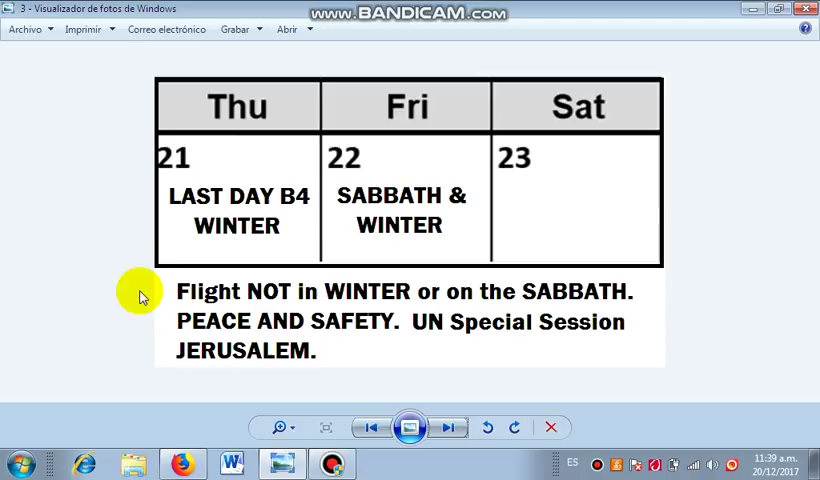 3 - Visualizador de fotos de Windows
www.BANDICAM.com
Archivo Imprimir Correo electrónico Grabar Abrir
Thu Fri Sat
21 22 23
LAST DAY B4 SABBATH &
WINTER WINTER
Flight NOT in WINTER or on the SABBATH.
PEACE AND SAFETY. UN Special Session
JERUSALEM.
ES 11:39 a.m.
20/12/2017